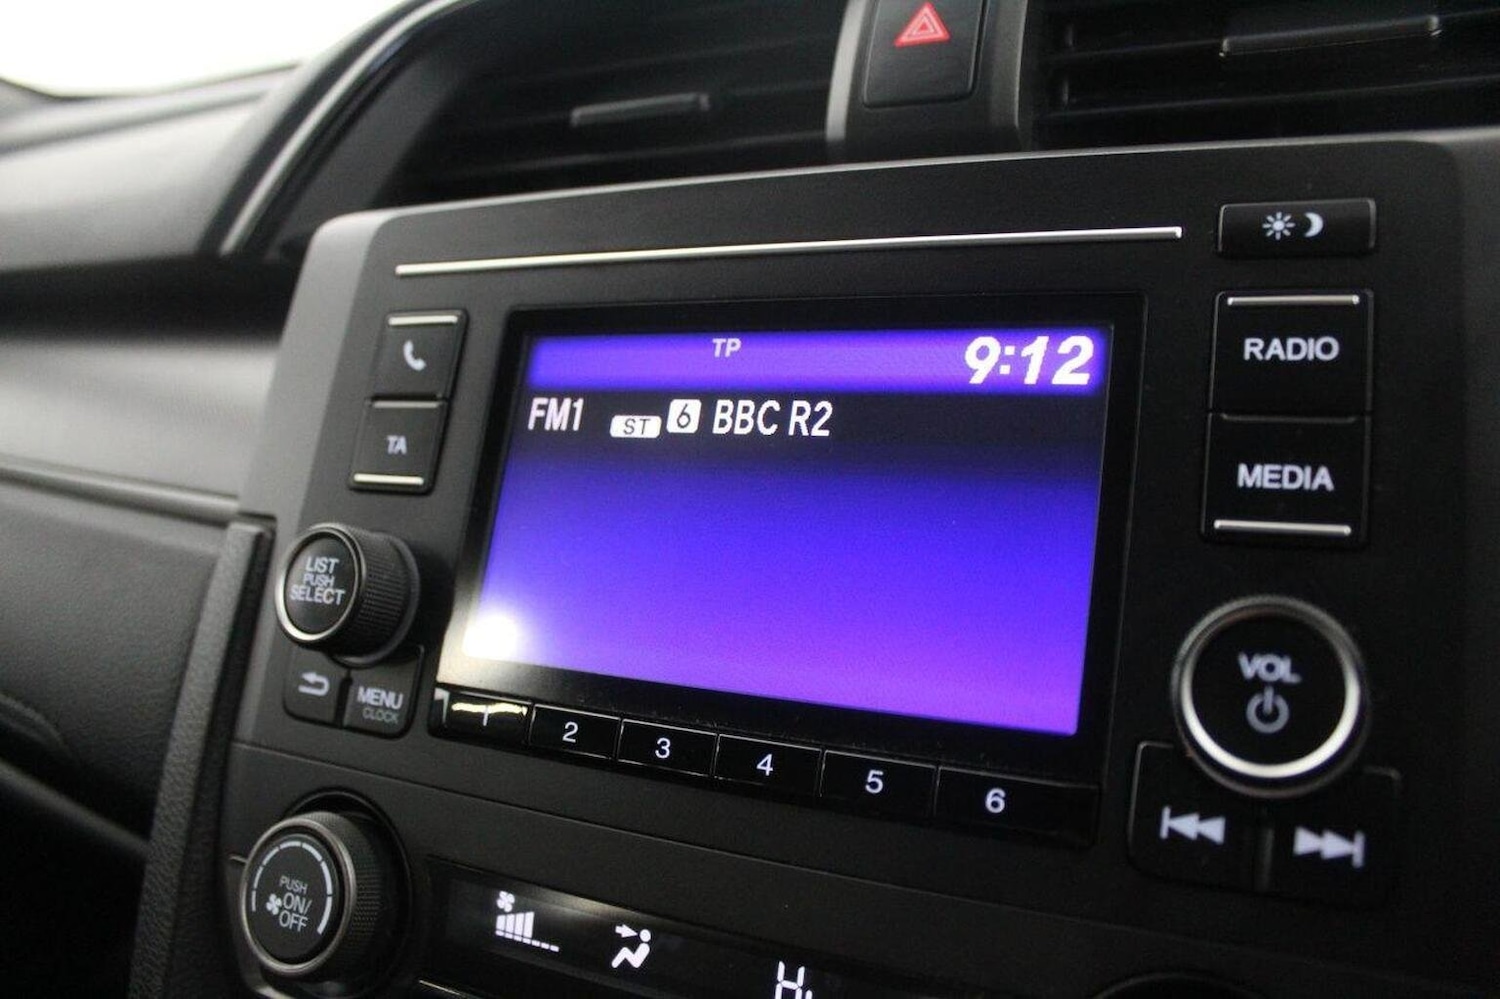 TP 9:12
FM1 ST 6 BBC R2
RADIO
MEDIA
TA
LIST
PUSH
SELECT
MENU
CLOCK
1 2 3 4 5 6
VOL
PUSH
ON/
OFF
Hi